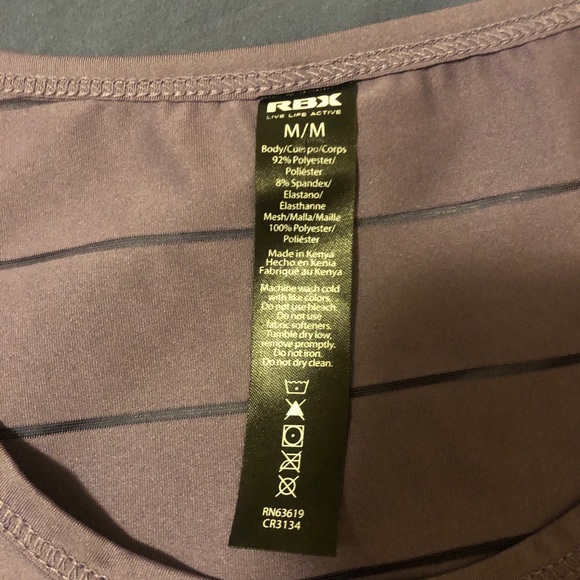 RBX
LIVE LIFE ACTIVE
M/M
Body/Cuerpo/Corps
92% Polyester/
Poliéster
8% Spandex/
Elastano/
Élasthanne
Mesh/Malla/Maille
100% Polyester/
Poliéster
Made in Kenya
Hecho en Kenia
Fabriqué au Kenya
Machine wash cold
with like colors.
Do not use bleach.
Do not use
fabric softeners.
Tumble dry low,
remove promptly.
Do not iron.
Do not dry clean.
RN63619
CR3134